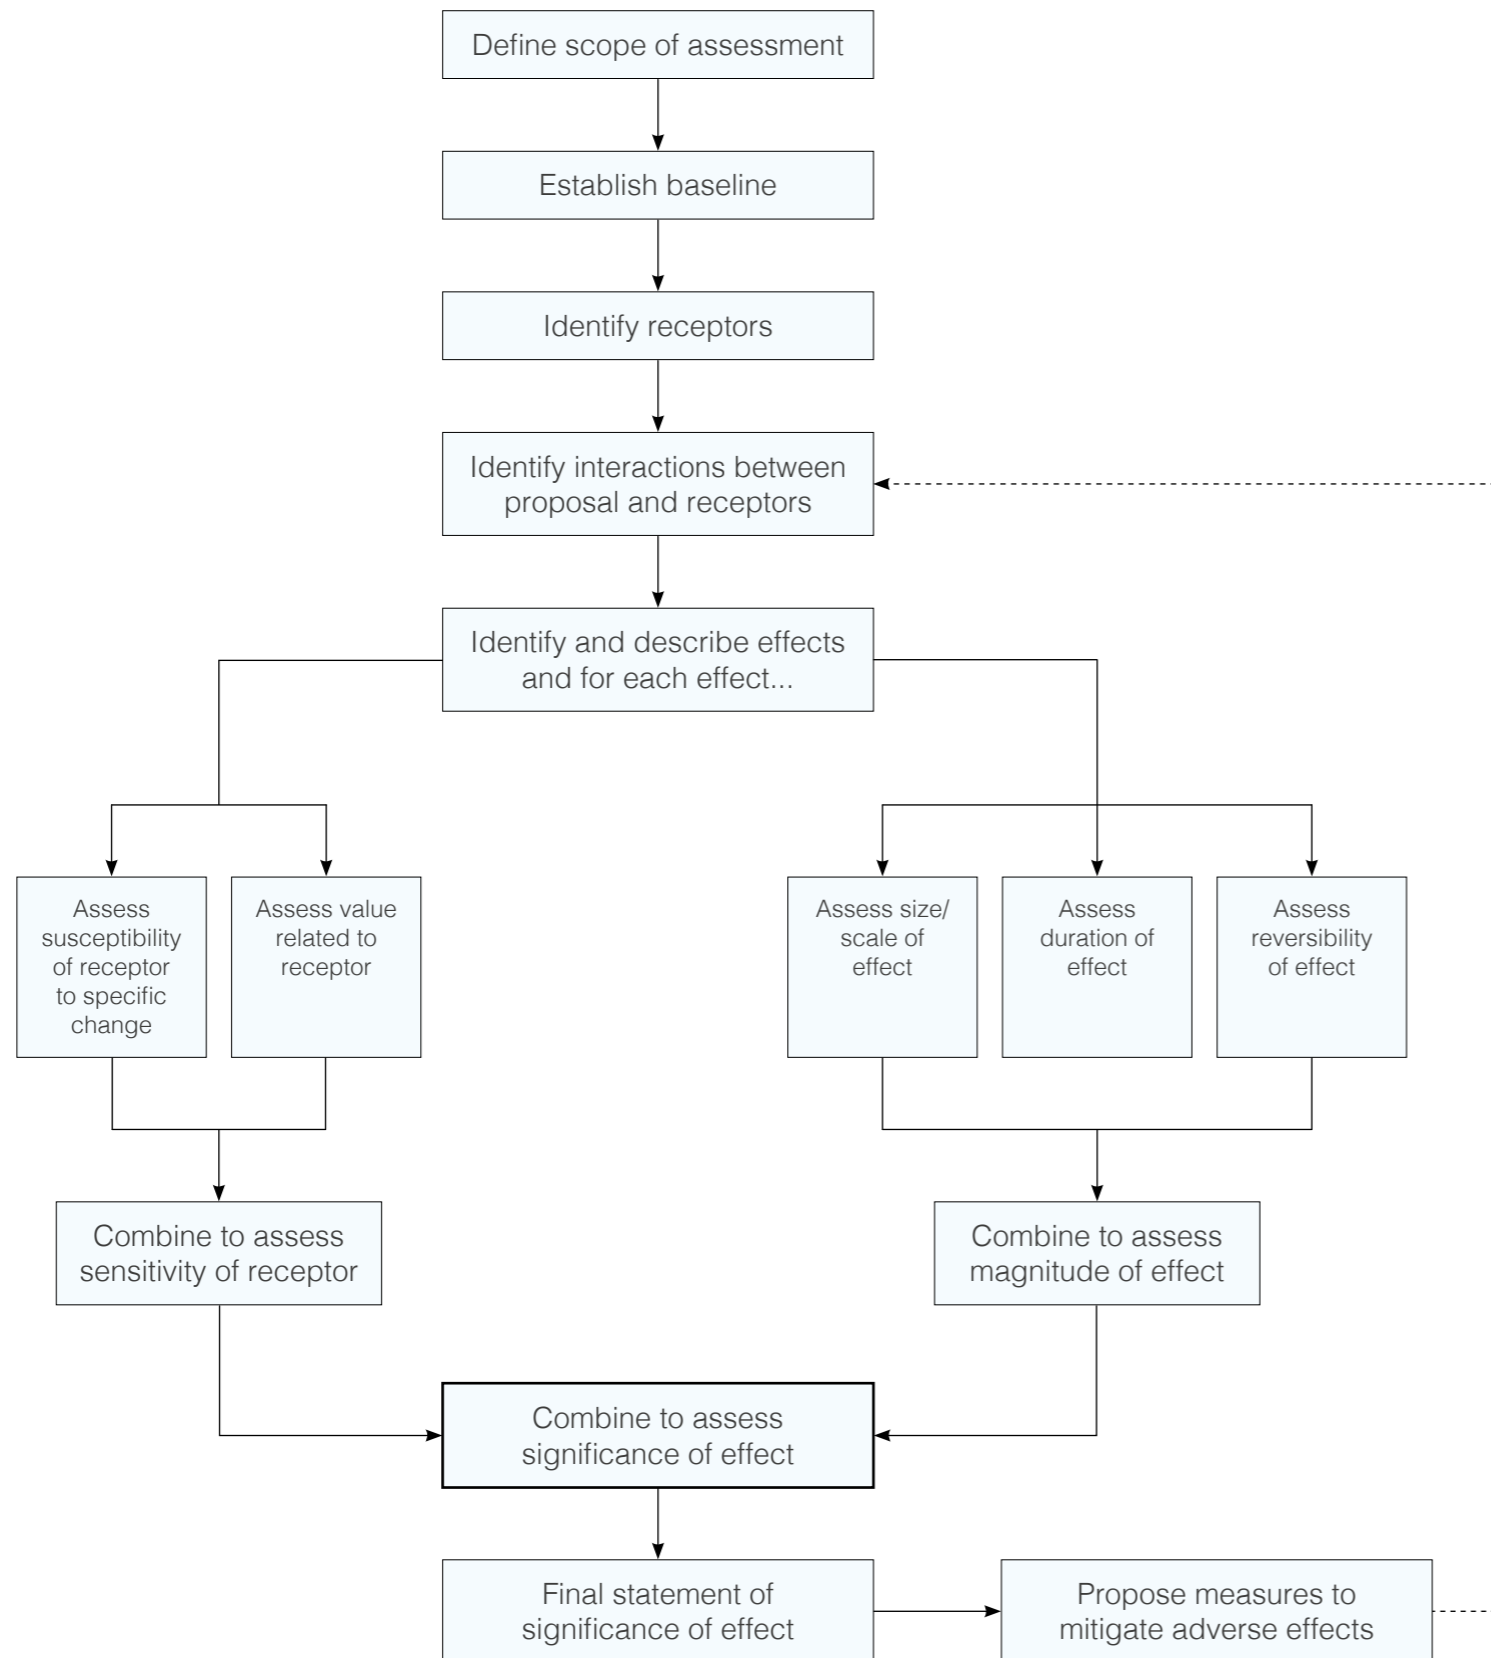 Define scope of assessment
Establish baseline
Identify receptors
Identify interactions between
proposal and receptors
Identify and describe effects
and for each effect...
Assess
susceptibility
of receptor
to specific
change
Assess value
related to
receptor
Assess size/
scale of
effect
Assess
duration of
effect
Assess
reversibility
of effect
Combine to assess
sensitivity of receptor
Combine to assess
magnitude of effect
Combine to assess
significance of effect
Final statement of
significance of effect
Propose measures to
mitigate adverse effects